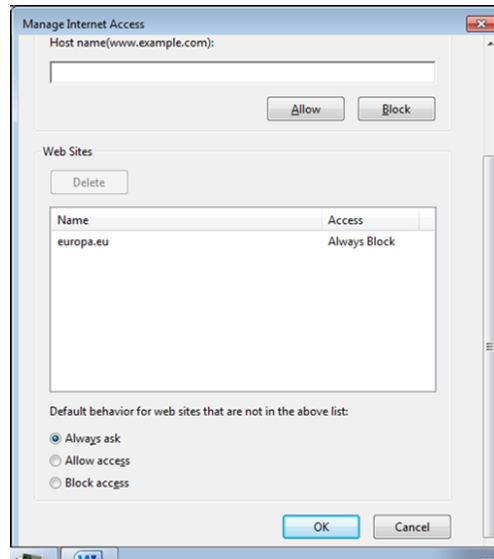 Manage Internet Access
Host name(www.example.com):
Allow Block
Web Sites
Delete
Name Access
europa.eu Always Block
Default behavior for web sites that are not in the above list:
Always ask
Allow access
Block access
OK Cancel